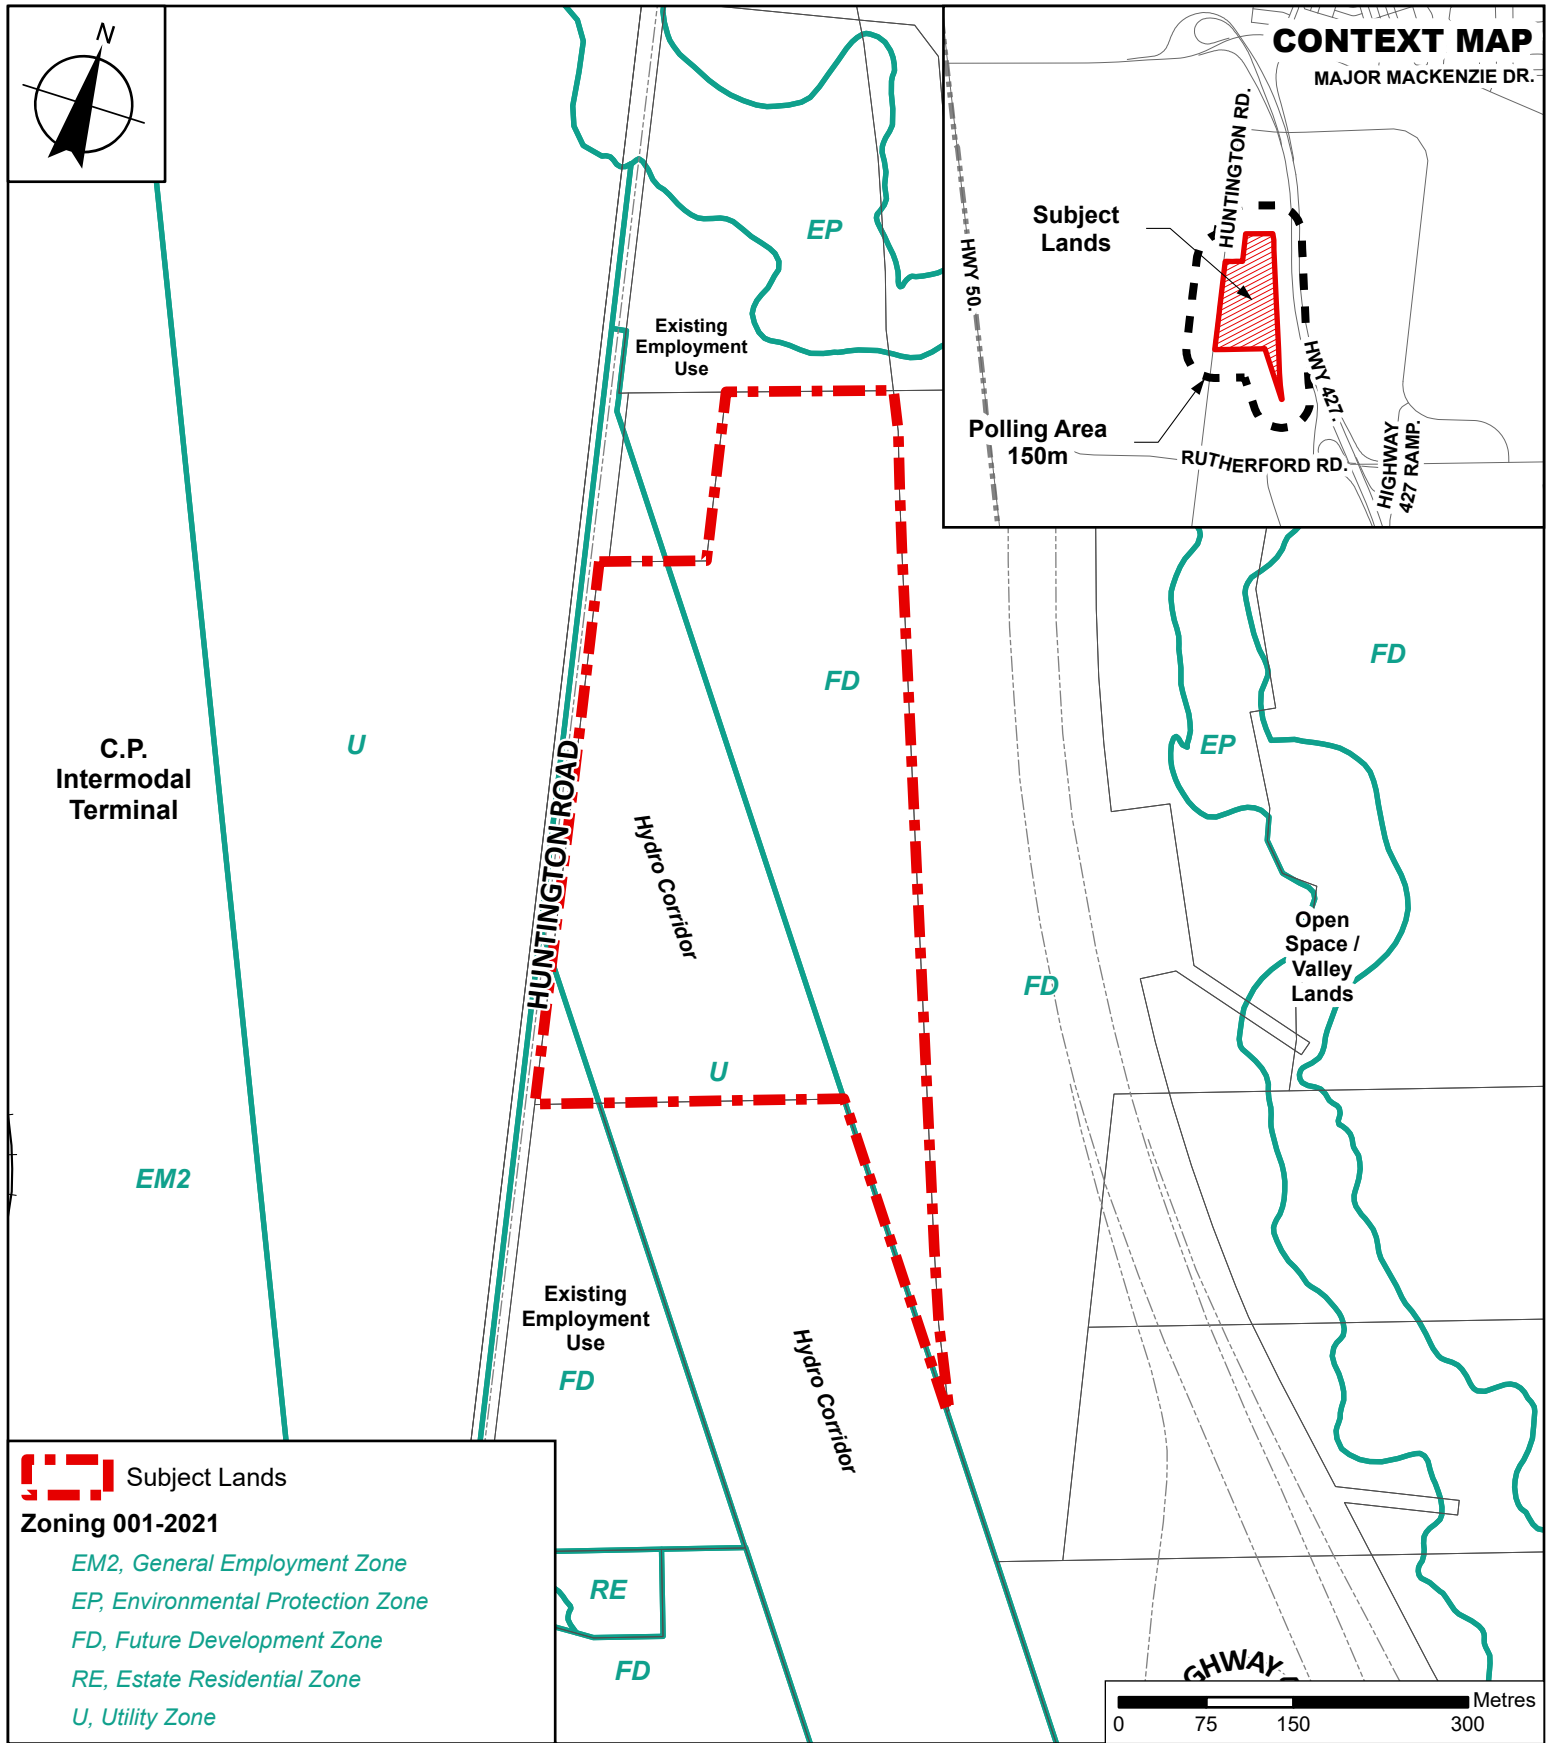 N
CONTEXT MAP
MAJOR MACKENZIE DR.
HUNTINGTON RD.
Subject
Lands
HWY 50.
HWY 427.
Polling Area
150m
RUTHERFORD RD.
HIGHWAY
427 RAMP.
EP
Existing
Employment
Use
FD
FD
C.P.
Intermodal
Terminal
U
EP
HUNTINGTON ROAD
Hydro Corridor
Open
Space /
Valley
Lands
FD
U
EM2
Existing
Employment
Use
FD
Hydro Corridor
RE
FD
GHWAY
Subject Lands
Zoning 001-2021
EM2, General Employment Zone
EP, Environmental Protection Zone
FD, Future Development Zone
RE, Estate Residential Zone
U, Utility Zone
Metres
0 75 150 300